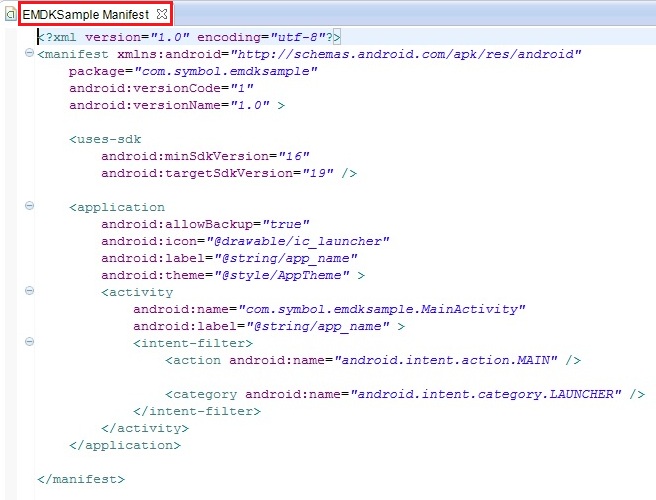 EMDKSample Manifest
<?xml version="1.0" encoding="utf-8"?>
<manifest xmlns:android="http://schemas.android.com/apk/res/android"
    package="com.symbol.emdksample"
    android:versionCode="1"
    android:versionName="1.0" >

    <uses-sdk
        android:minSdkVersion="16"
        android:targetSdkVersion="19" />

    <application
        android:allowBackup="true"
        android:icon="@drawable/ic_launcher"
        android:label="@string/app_name"
        android:theme="@style/AppTheme" >
        <activity
            android:name="com.symbol.emdksample.MainActivity"
            android:label="@string/app_name" >
            <intent-filter>
                <action android:name="android.intent.action.MAIN" />

                <category android:name="android.intent.category.LAUNCHER" />
            </intent-filter>
        </activity>
    </application>

</manifest>